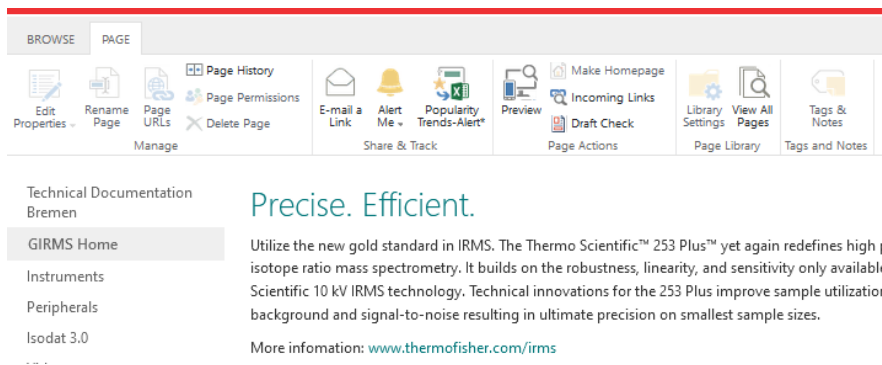 BROWSE PAGE
Edit Properties
Rename Page
Page URLs
Page History
Page Permissions
Delete Page
Manage
E-mail a Link
Alert Me
Popularity Trends-Alert*
Share & Track
Preview
Make Homepage
Incoming Links
Draft Check
Page Actions
Library Settings
View All Pages
Page Library
Tags & Notes
Tags and Notes
Technical Documentation
Bremen
GIRMS Home
Instruments
Peripherals
Isodat 3.0
Precise. Efficient.
Utilize the new gold standard in IRMS. The Thermo Scientific™ 253 Plus™ yet again redefines high
isotope ratio mass spectrometry. It builds on the robustness, linearity, and sensitivity only available
Scientific 10 kV IRMS technology. Technical innovations for the 253 Plus improve sample utilization
background and signal-to-noise resulting in ultimate precision on smallest sample sizes.
More infomation: www.thermofisher.com/irms